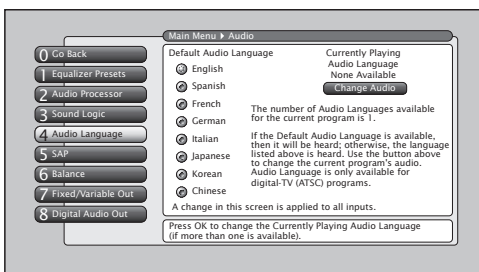 Main Menu ▸ Audio
0 Go Back
1 Equalizer Presets
2 Audio Processor
3 Sound Logic
4 Audio Language
5 SAP
6 Balance
7 Fixed/Variable Out
8 Digital Audio Out
Default Audio Language
English
Spanish
French
German
Italian
Japanese
Korean
Chinese
Currently Playing
Audio Language
None Available
Change Audio
The number of Audio Languages available
for the current program is 1.
If the Default Audio Language is available,
then it will be heard; otherwise, the language
listed above is heard. Use the button above
to change the current program's audio.
Audio Language is only available for
digital-TV (ATSC) programs.
A change in this screen is applied to all inputs.
Press OK to change the Currently Playing Audio Language
(if more than one is available).